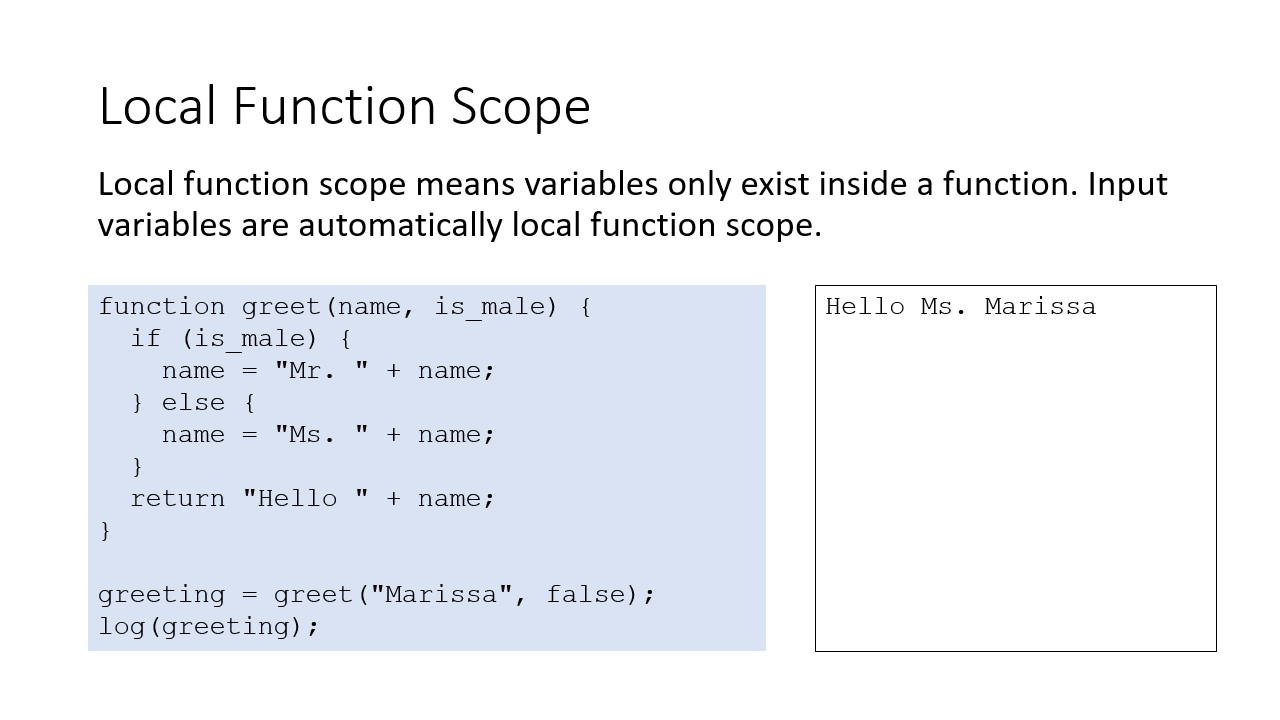 Local Function Scope
Local function scope means variables only exist inside a function. Input
variables are automatically local function scope.
function greet(name, is_male) {
  if (is_male) {
    name = "Mr. " + name;
  } else {
    name = "Ms. " + name;
  }
  return "Hello " + name;
}
greeting = greet("Marissa", false);
log(greeting);
Hello Ms. Marissa